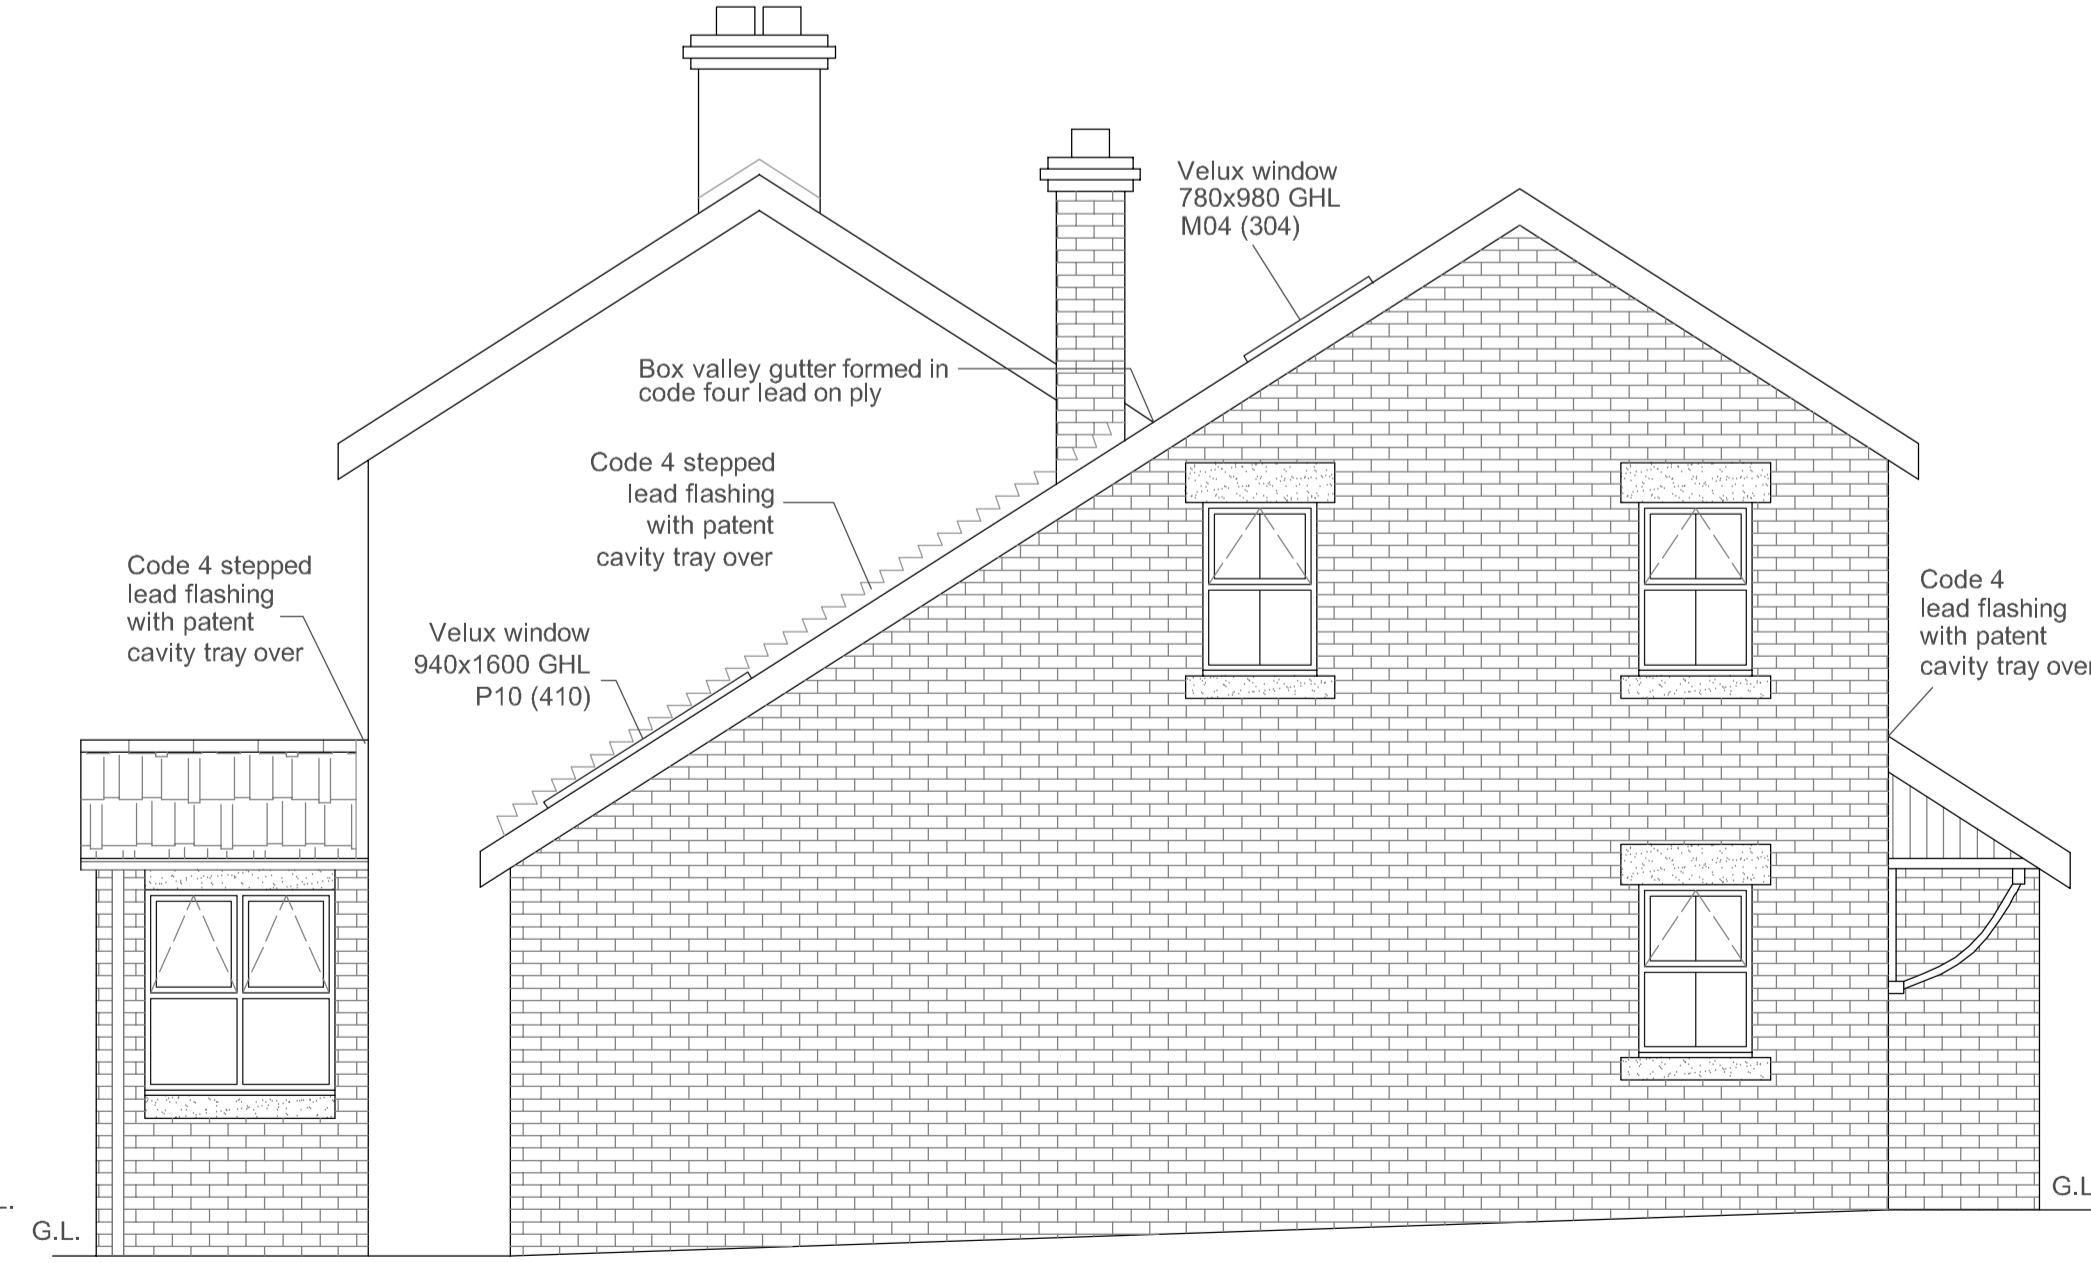 Velux window
780x980 GHL
M04 (304)
Box valley gutter formed in
code four lead on ply
Code 4 stepped
lead flashing
with patent
cavity tray over
Code 4 stepped
lead flashing
with patent
cavity tray over
Velux window
940x1600 GHL
P10 (410)
Code 4
lead flashing
with patent
cavity tray over
G.L
G.L.